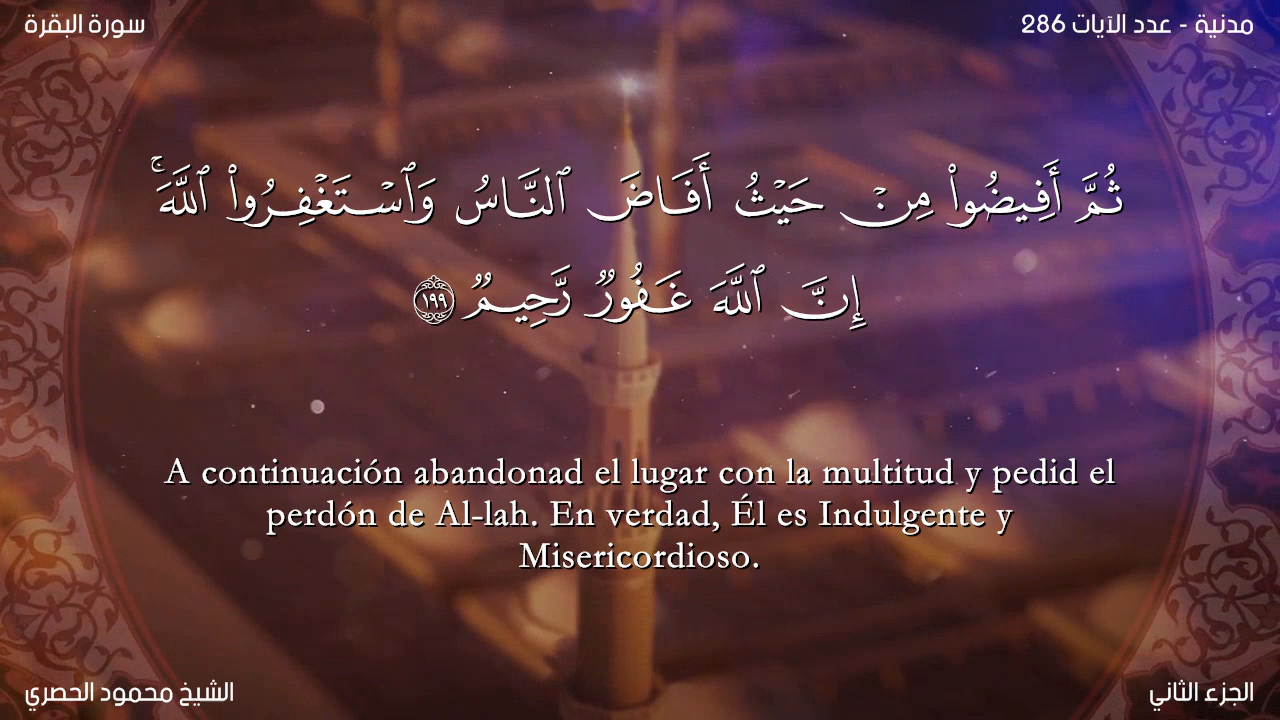 سورة البقرة
مدنية - عدد الآيات 286
ثُمَّ أَفِيضُوا۟ مِنْ حَيْثُ أَفَاضَ ٱلنَّاسُ وَٱسْتَغْفِرُوا۟ ٱللَّهَ ۚ
إِنَّ ٱللَّهَ غَفُورٌ رَّحِيمٌ ١٩٩
A continuación abandonad el lugar con la multitud y pedid el
perdón de Al-lah. En verdad, Él es Indulgente y
Misericordioso.
الشيخ محمود الحصري
الجزء الثاني